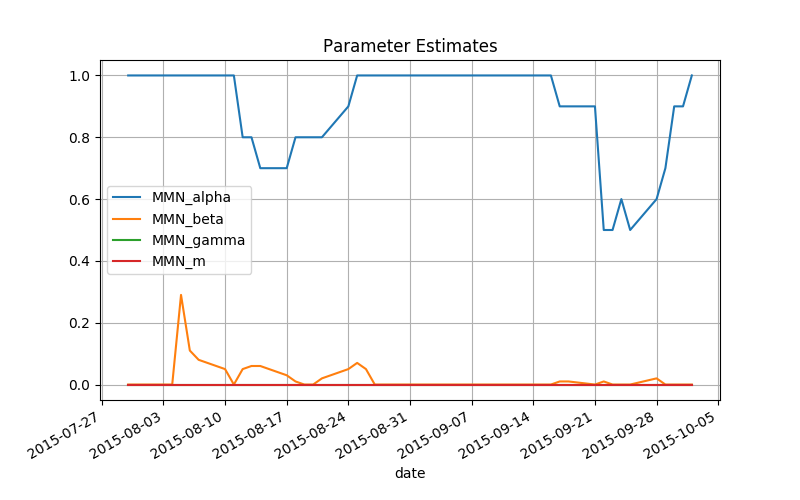 Parameter Estimates
1.0
0.8
0.6
0.4
0.2
0.0
MMN_alpha
MMN_beta
MMN_gamma
MMN_m
2015-07-27
2015-08-03
2015-08-10
2015-08-17
2015-08-24
2015-08-31
2015-09-07
2015-09-14
2015-09-21
2015-09-28
2015-10-05
date